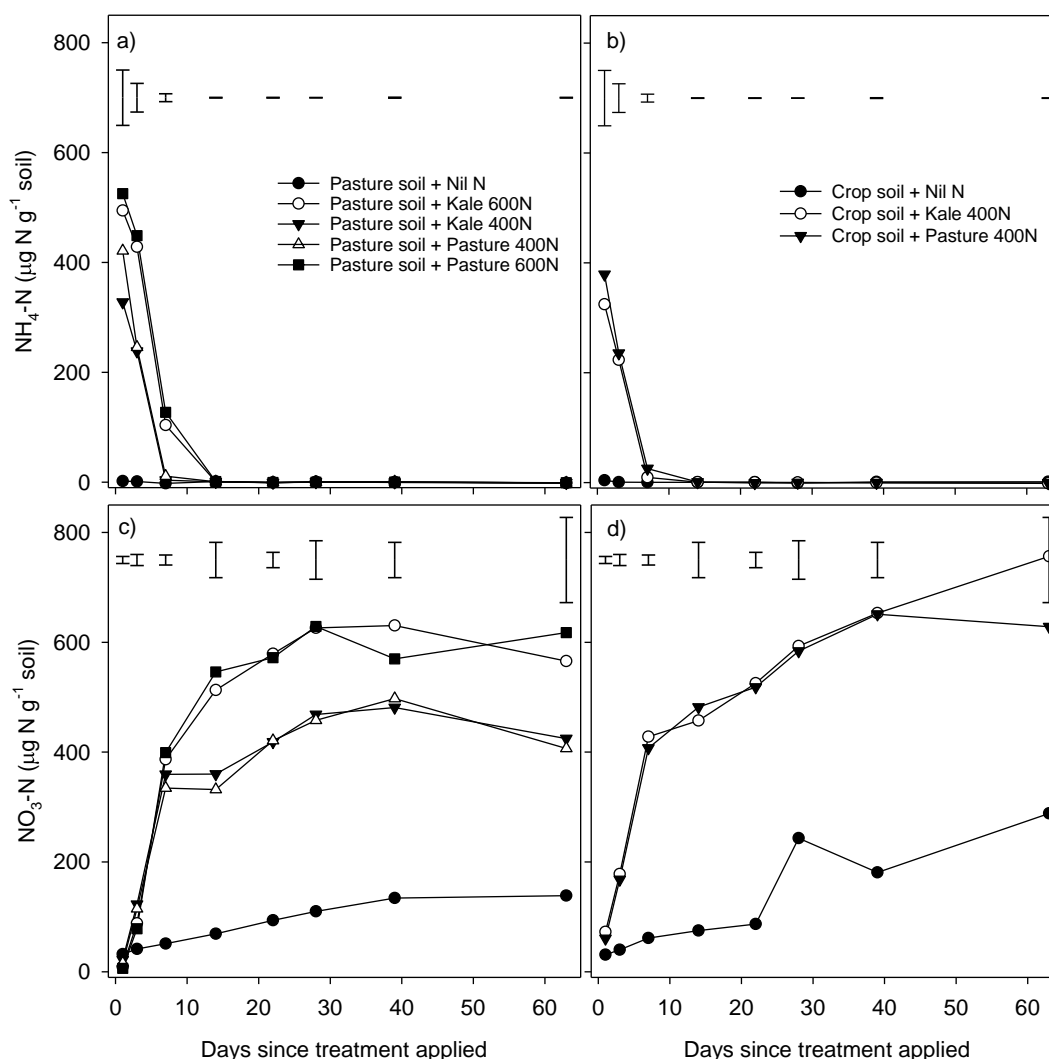 a)
b)
800
600
400
200
0
NH4-N (μg N g-1 soil)
Pasture soil + Nil N
Pasture soil + Kale 600N
Pasture soil + Kale 400N
Pasture soil + Pasture 400N
Pasture soil + Pasture 600N
Crop soil + Nil N
Crop soil + Kale 400N
Crop soil + Pasture 400N
c)
d)
800
600
400
200
0
NO3-N (μg N g-1 soil)
0 10 20 30 40 50 60
0 10 20 30 40 50 60
Days since treatment applied
Days since treatment applied